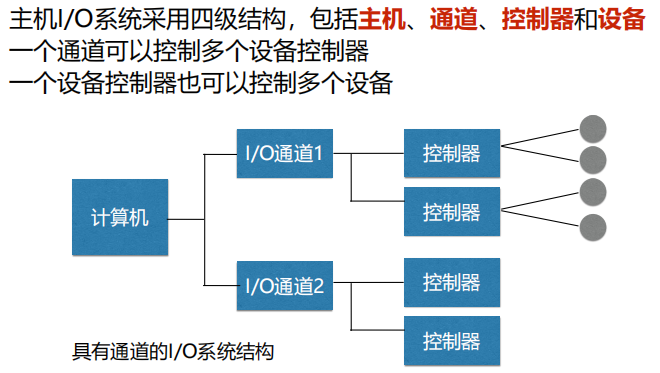 主机I/O系统采用四级结构，包括主机、通道、控制器和设备
一个通道可以控制多个设备控制器
一个设备控制器也可以控制多个设备
I/O通道1
控制器
控制器
计算机
I/O通道2
控制器
控制器
具有通道的I/O系统结构